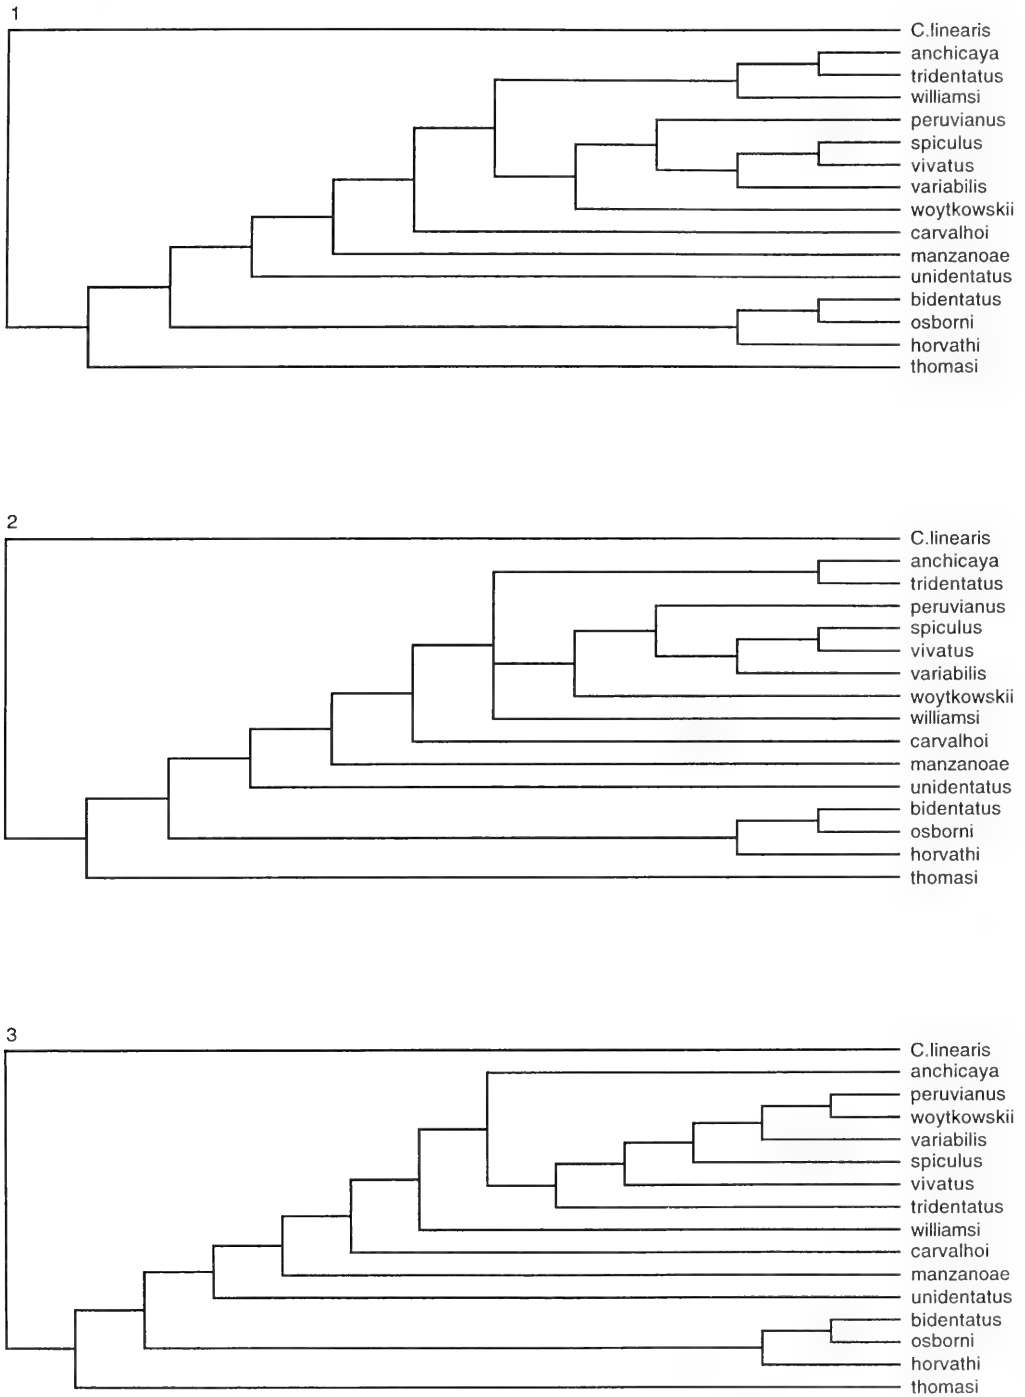 1
C.linearis
anchicaya
tridentatus
williamsi
peruvianus
spiculus
vivatus
variabilis
woytkowskii
carvalhoi
manzanoae
unidentatus
bidentatus
osborni
horvathi
thomasi
2
C.linearis
anchicaya
tridentatus
peruvianus
spiculus
vivatus
variabilis
woytkowskii
williamsi
carvalhoi
manzanoae
unidentatus
bidentatus
osborni
horvathi
thomasi
3
C.linearis
anchicaya
peruvianus
woytkowskii
variabilis
spiculus
vivatus
tridentatus
williamsi
carvalhoi
manzanoae
unidentatus
bidentatus
osborni
horvathi
thomasi